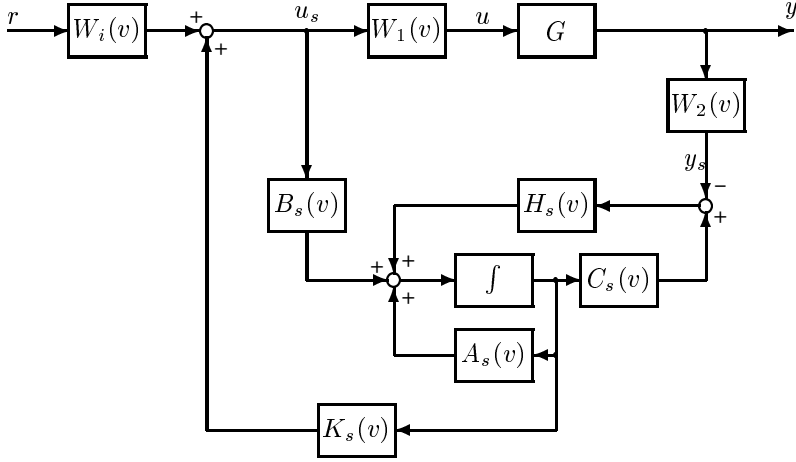 r W_i(v) + + u_s W_1(v) u G y
W_2(v)
y_s
B_s(v) H_s(v) − +
+ + + ∫ C_s(v)
A_s(v)
K_s(v)